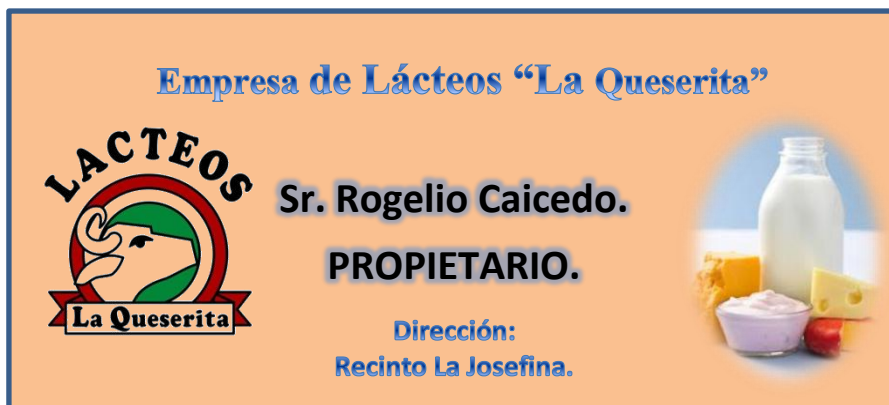 Empresa de Lácteos “La Queserita”
LACTEOS
La Queserita
Sr. Rogelio Caicedo.
PROPIETARIO.
Dirección:
Recinto La Josefina.